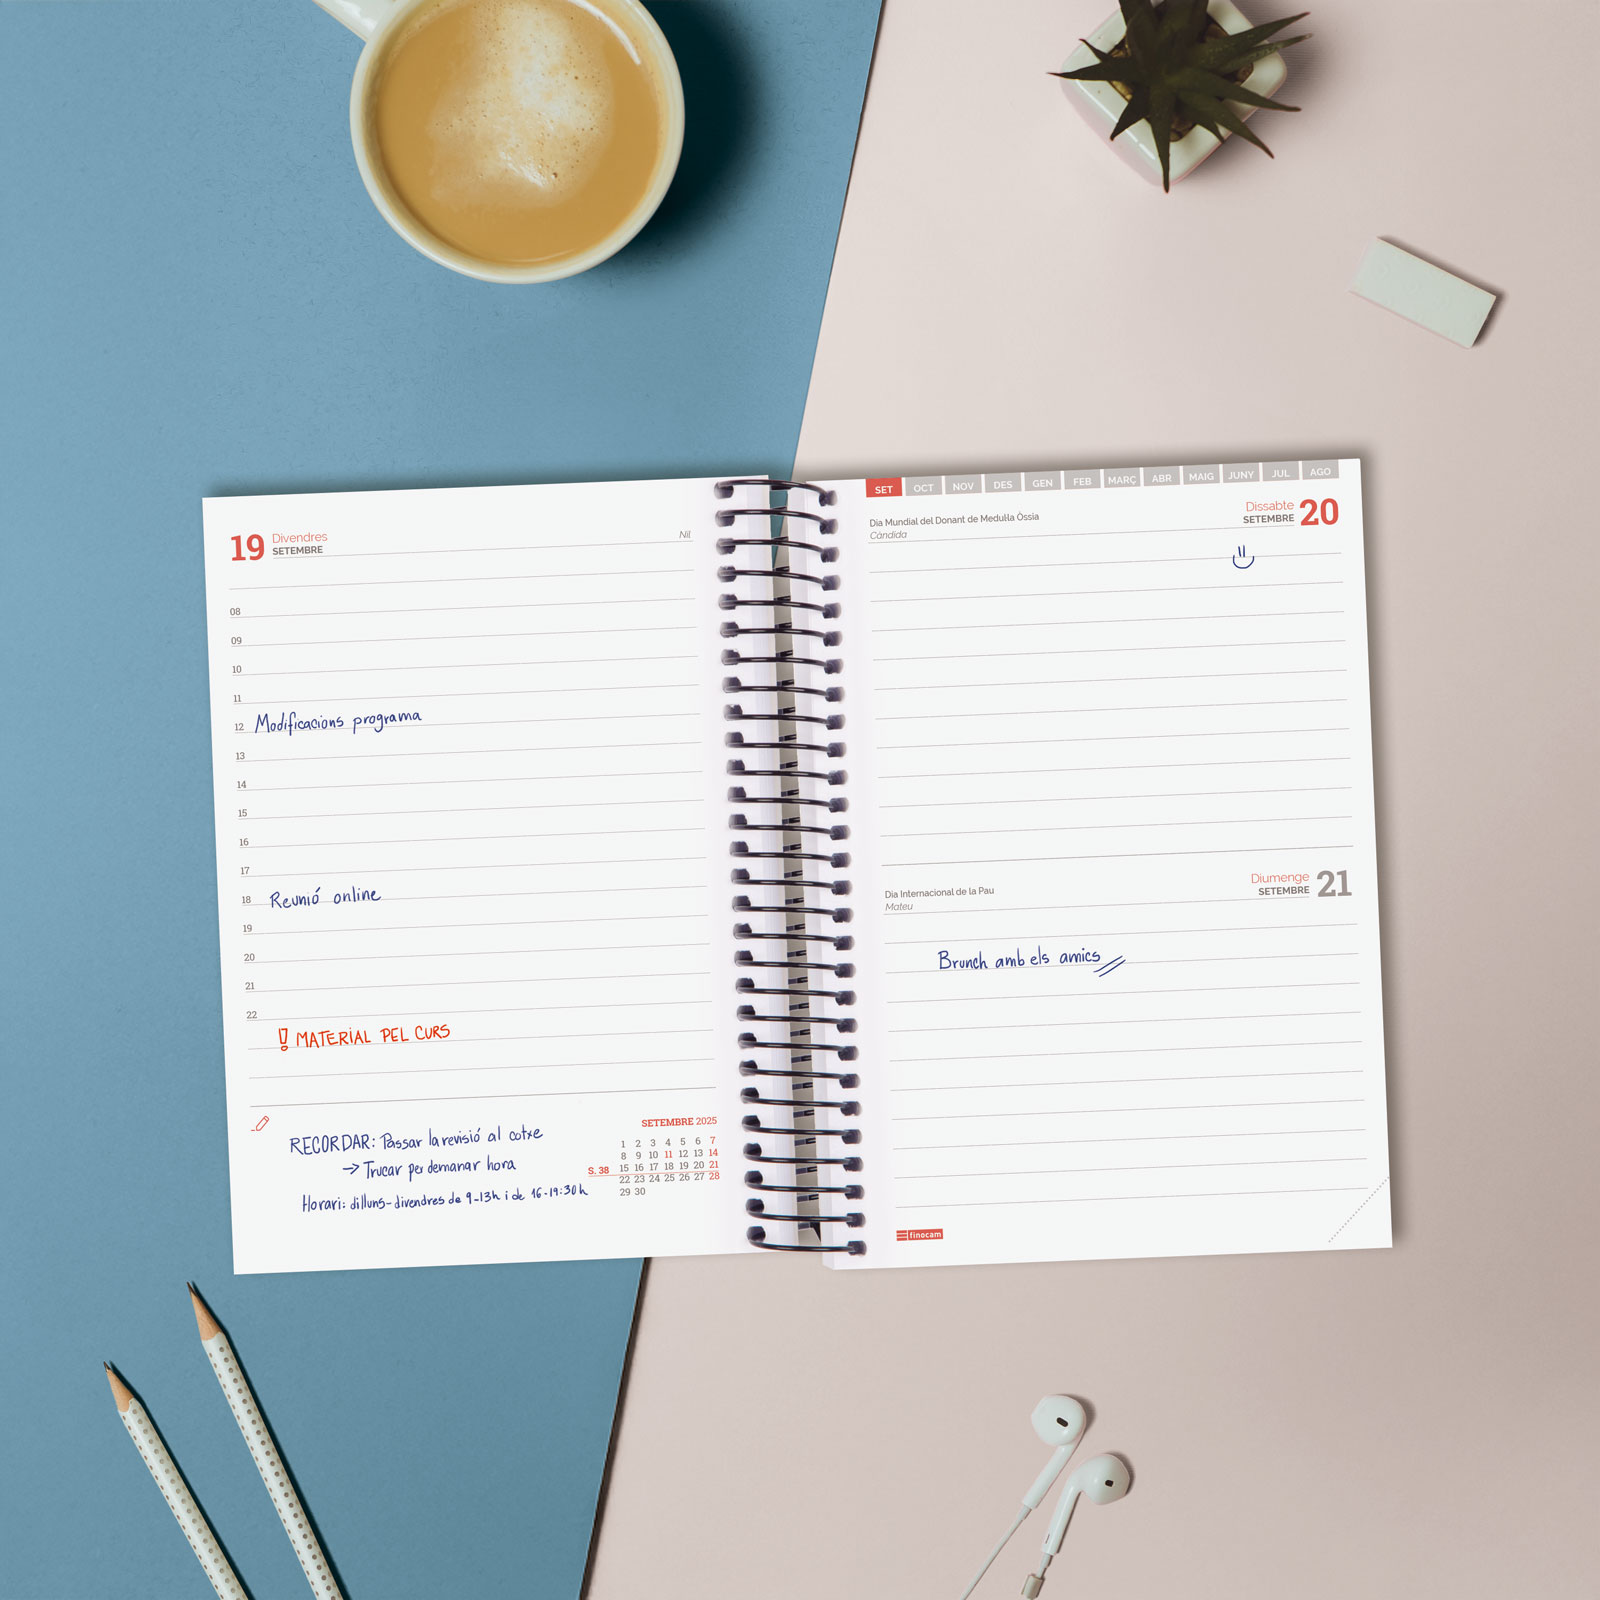 19 Divendres
SETEMBRE
Nil
08
09
10
11
12 Modificacions programa
13
14
15
16
17
18 Reunió online
19
20
21
22
! MATERIAL PEL CURS
RECORDAR: Passar la revisió al cotxe
→ Trucar per demanar hora
Horari: dilluns-divendres de 9-13h i de 16-19:30h
SETEMBRE 2025
1 2 3 4 5 6 7
8 9 10 11 12 13 14
S. 38 15 16 17 18 19 20 21
22 23 24 25 26 27 28
29 30
SET OCT NOV DES GEN FEB MARÇ ABR MAIG JUNY JUL AGO
Dia Mundial del Donant de Medul·la Òssia
Càndida
Dissabte
SETEMBRE 20
Dia Internacional de la Pau
Mateu
Diumenge
SETEMBRE 21
Brunch amb els amics
finocam